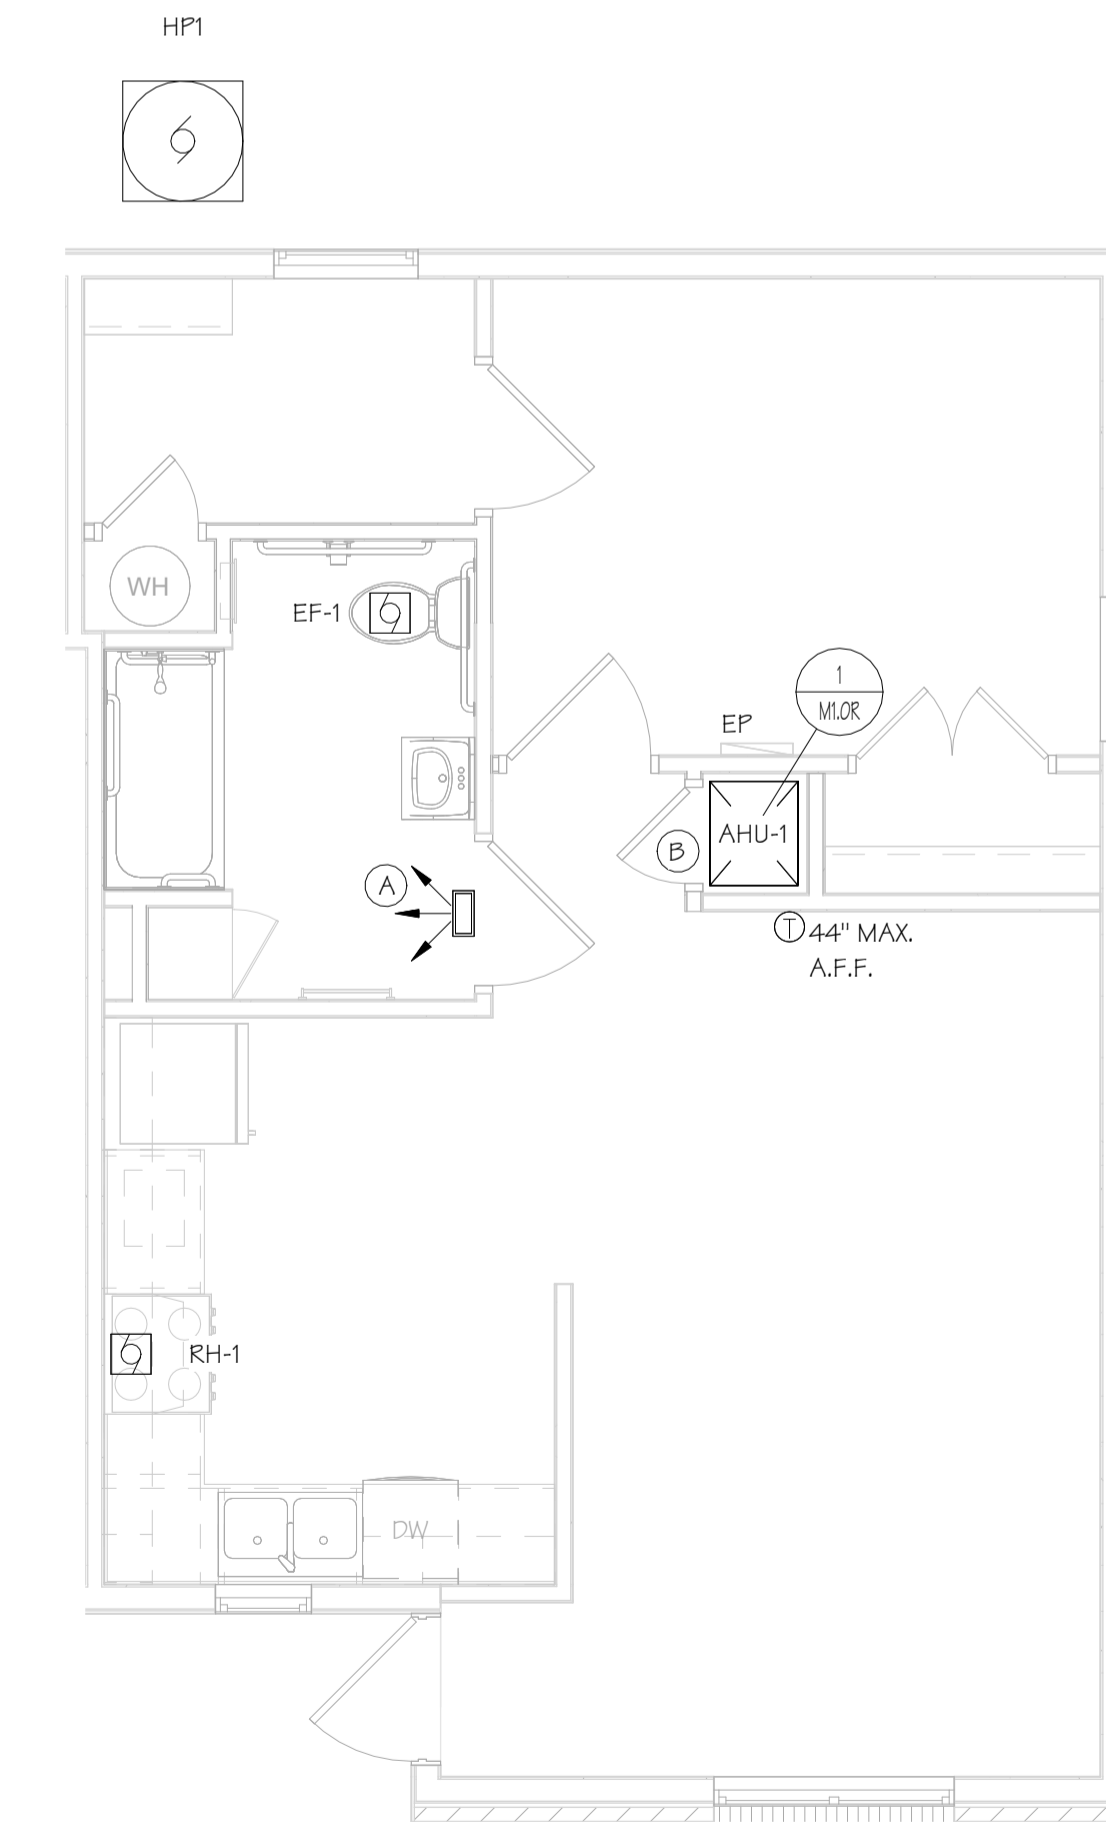 HP1
WH
EF-1
1
M1.0R
EP
AHU-1
B
A
T 44" MAX.
A.F.F.
RH-1
DW